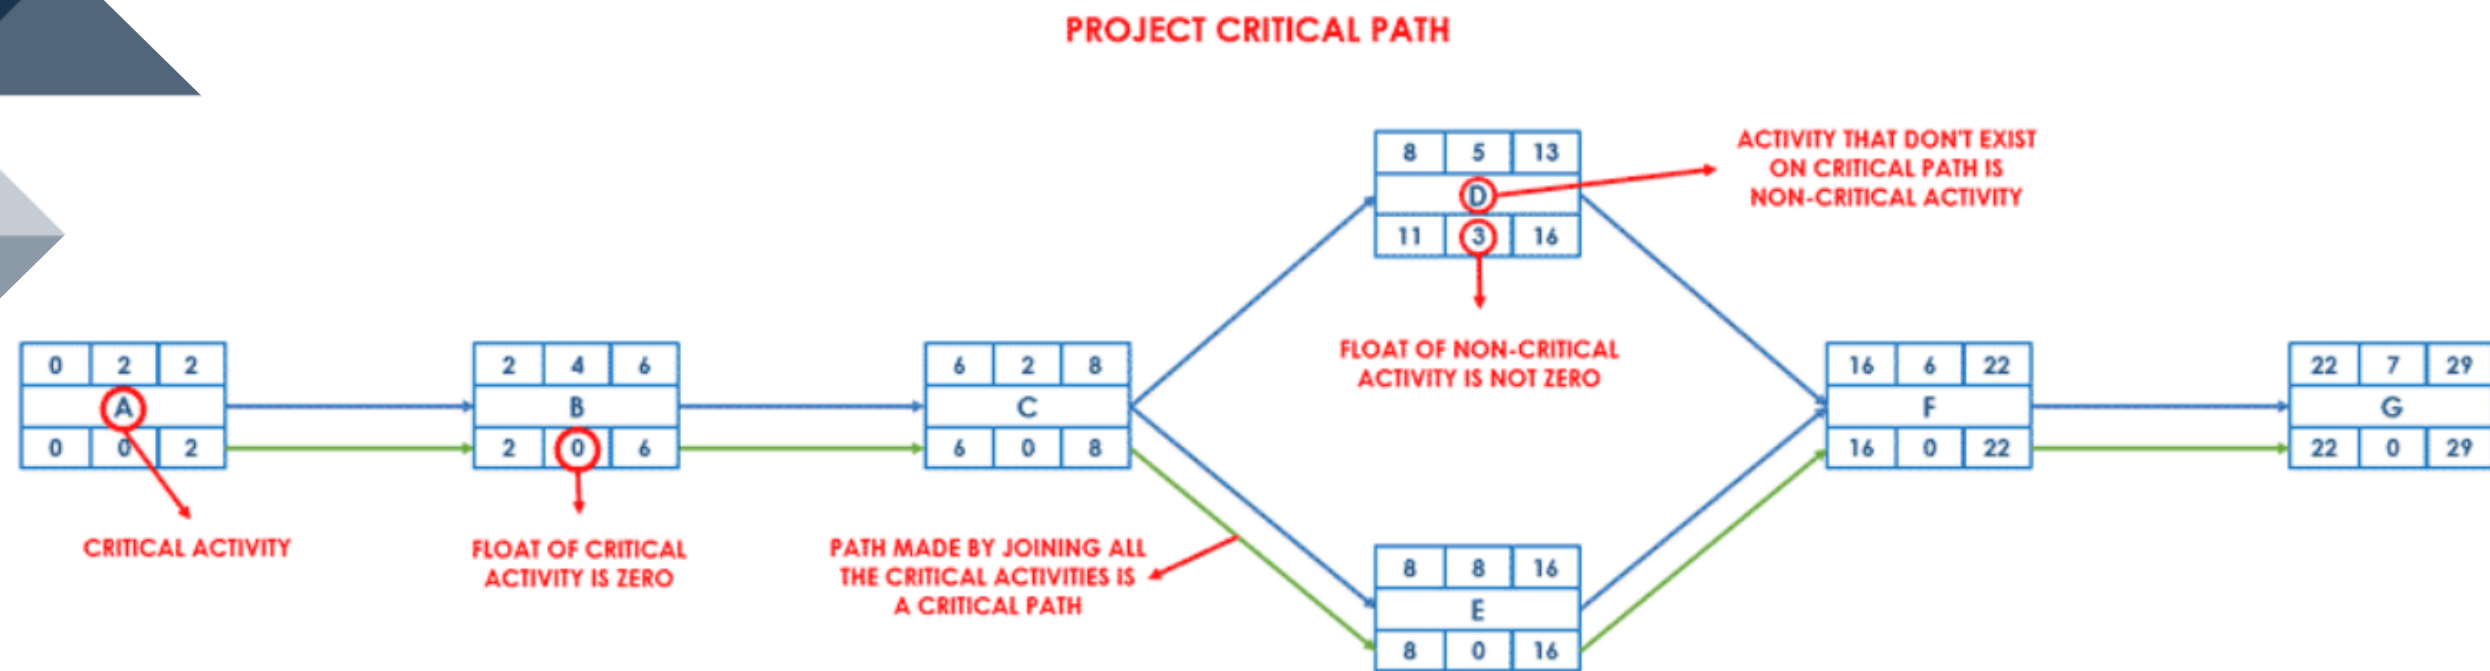 PROJECT CRITICAL PATH
8 5 13
D
11 3 16
ACTIVITY THAT DON'T EXIST
ON CRITICAL PATH IS
NON-CRITICAL ACTIVITY
FLOAT OF NON-CRITICAL
ACTIVITY IS NOT ZERO
0 2 2
A
0 0 2
CRITICAL ACTIVITY
2 4 6
B
2 0 6
FLOAT OF CRITICAL
ACTIVITY IS ZERO
6 2 8
C
6 0 8
PATH MADE BY JOINING ALL
THE CRITICAL ACTIVITIES IS
A CRITICAL PATH
8 8 16
E
8 0 16
16 6 22
F
16 0 22
22 7 29
G
22 0 29